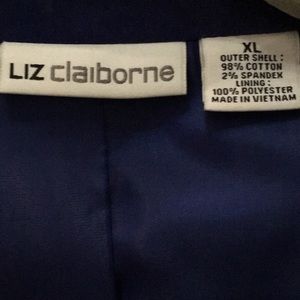 LIZ claiborne
XL
OUTER SHELL :
98% COTTON
2% SPANDEX
LINING :
100% POLYESTER
MADE IN VIETNAM